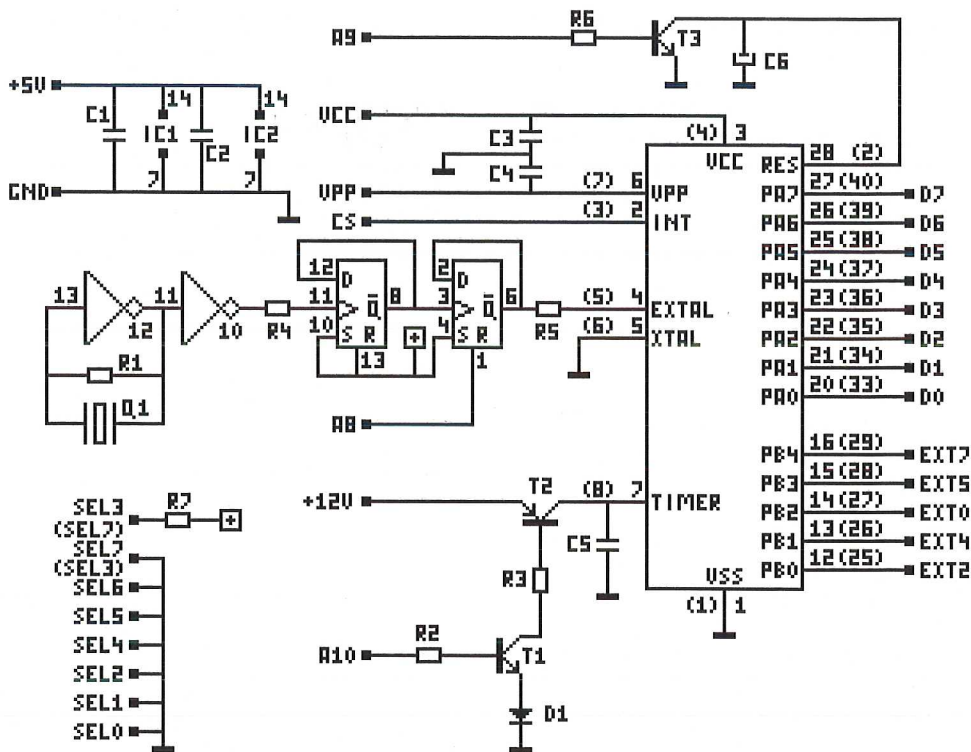 A9
R6
T3
C6
+5V
C1
14
IC1
7
C2
14
IC2
7
GND
VCC
C3
C4
(4) 3
VCC
VPP
(7) 6
VPP
CS
(3) 2
INT
RES
28 (2)
PA7
27 (40)
D7
PA6
26 (39)
D6
PA5
25 (38)
D5
PA4
24 (37)
D4
PA3
23 (36)
D3
PA2
22 (35)
D2
PA1
21 (34)
D1
PA0
20 (33)
D0
13
12
11
10
R1
Q1
R4
12
D
11
10
S R
Q̅
8
13
+
2
D
3
4
S R
Q̅
6
1
R5
(5) 4
EXTAL
(6) 5
XTAL
A8
PB4
16 (29)
EXT7
PB3
15 (28)
EXT5
PB2
14 (27)
EXT0
PB1
13 (26)
EXT4
PB0
12 (25)
EXT2
+12V
T2
(8) 7
TIMER
C5
R3
VSS
(1) 1
A10
R2
T1
D1
SEL3
(SEL7)
R7
+
SEL7
(SEL3)
SEL6
SEL5
SEL4
SEL2
SEL1
SEL0